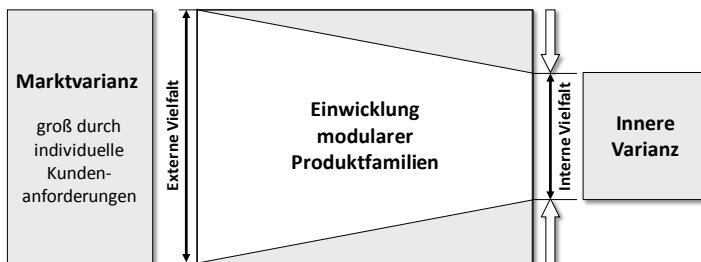 Marktvarianz
groß durch
individuelle
Kunden-
anforderungen
Externe Vielfalt
Einwicklung
modularer
Produktfamilien
Interne Vielfalt
Innere
Varianz